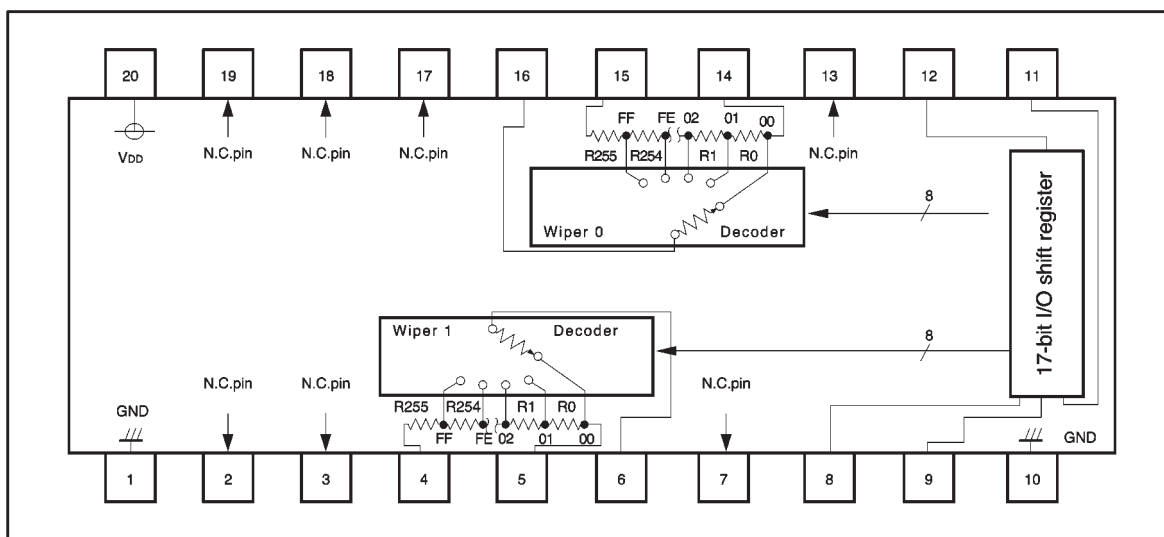 20 19 18 17 16 15 14 13 12 11
VDD
N.C.pin N.C.pin N.C.pin N.C.pin
FF FE 02 01 00
R255 R254 R1 R0
Wiper 0 Decoder
8
17-bit I/O shift register
Wiper 1 Decoder
8
GND N.C.pin N.C.pin N.C.pin
R255 R254 R1 R0
FF FE 02 01 00
GND
1 2 3 4 5 6 7 8 9 10